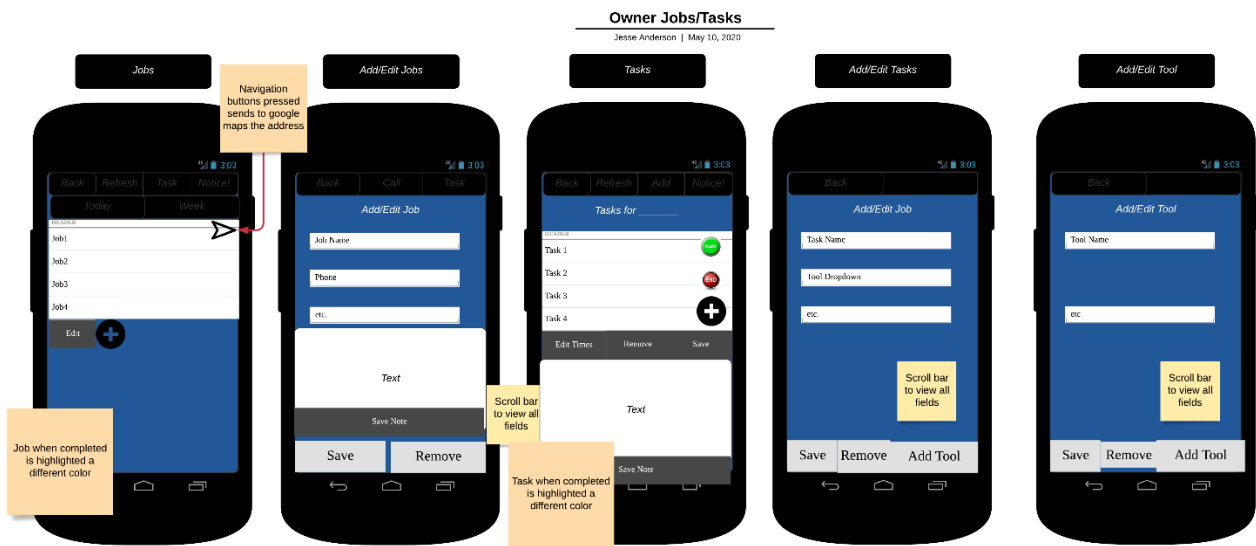 Owner Jobs/Tasks
Jesse Anderson | May 10, 2020
Jobs
Navigation
buttons pressed
sends to google
maps the address
3:03
Back Refresh Task Notice!
Today Week
HEADER
Job1
Job2
Job3
Job4
Edit
Job when completed
is highlighted a
different color
Add/Edit Jobs
3:03
Back Call Task
Add/Edit Job
Job Name
Phone
etc.
Text
Save Note
Save Remove
Scroll bar
to view all
fields
Tasks
3:03
Back Refresh Add Notice!
Tasks for _______
HEADER
Task 1
Task 2
END
Task 3
Task 4
Edit Times Remove Save
Text
Save Note
Task when completed
is highlighted a
different color
Add/Edit Tasks
3:03
Back
Add/Edit Job
Task Name
Tool Dropdown
etc.
Scroll bar
to view all
fields
Save Remove Add Tool
Add/Edit Tool
3:03
Back
Add/Edit Tool
Tool Name
etc.
Scroll bar
to view all
fields
Save Remove Add Tool